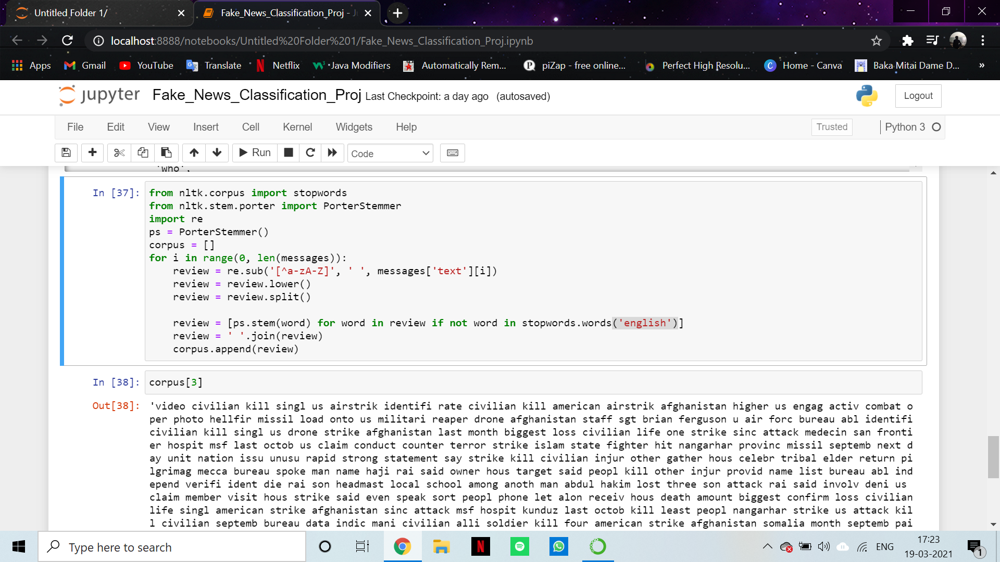 Untitled Folder 1/
Fake_News_Classification_Proj - J
localhost:8888/notebooks/Untitled%20Folder%201/Fake_News_Classification_Proj.ipynb
Apps Gmail YouTube Translate Netflix Java Modifiers Automatically Rem... piZap - free online... Perfect High Resolu... Home - Canva Baka Mitai Dame D... »
jupyter Fake_News_Classification_Proj Last Checkpoint: a day ago (autosaved) Logout
File Edit View Insert Cell Kernel Widgets Help Trusted Python 3
Run Code
'who',
In [37]: from nltk.corpus import stopwords
from nltk.stem.porter import PorterStemmer
import re
ps = PorterStemmer()
corpus = []
for i in range(0, len(messages)):
    review = re.sub('[^a-zA-Z]', ' ', messages['text'][i])
    review = review.lower()
    review = review.split()
    review = [ps.stem(word) for word in review if not word in stopwords.words('english')]
    review = ' '.join(review)
    corpus.append(review)
In [38]: corpus[3]
Out[38]: 'video civilian kill singl us airstrik identifi rate civilian kill american airstrik afghanistan higher us engag activ combat o
per photo hellfir missil load onto us militari reaper drone afghanistan staff sgt brian ferguson u air forc bureau abl identifi
civilian kill singl us drone strike afghanistan last month biggest loss civilian life one strike sinc attack medecin san fronti
er hospit msf last octob us claim conduct counter terror strike islam state fighter hit nangarhar provinc missil septemb next d
ay unit nation issu unusu rapid strong statement say strike kill civilian injur other gather hous celebr tribal elder return pi
lgrimag mecca bureau spoke man name haji rai said owner hous target said peopl kill other injur provid name list bureau abl ind
epend verifi ident die rai son headmast local school among anoth man abdul hakim lost three son attack rai said involv deni us
claim member visit hous strike said even speak sort peopl phone let alon receiv hous death amount biggest confirm loss civilian
life singl american strike afghanistan sinc attack msf hospit kunduz last octob kill least peopl nangarhar strike us attack kil
l civilian septemb bureau data indic mani civilian alli soldier kill four american strike afghanistan somalia month septemb pai
Type here to search
ENG
17:23
19-03-2021
1